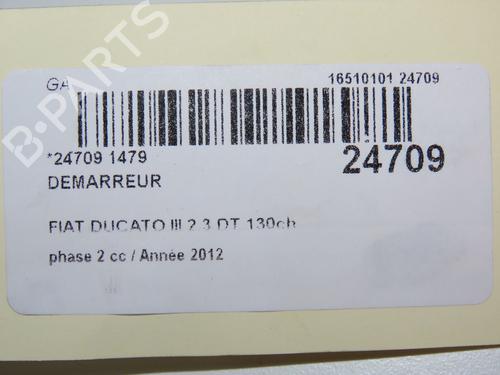 GA 16510101 24709
*24709 1479 24709
DEMARREUR
FIAT DUCATO III 2.3 DT 130ch
phase 2 cc / Année 2012
B-PARTS